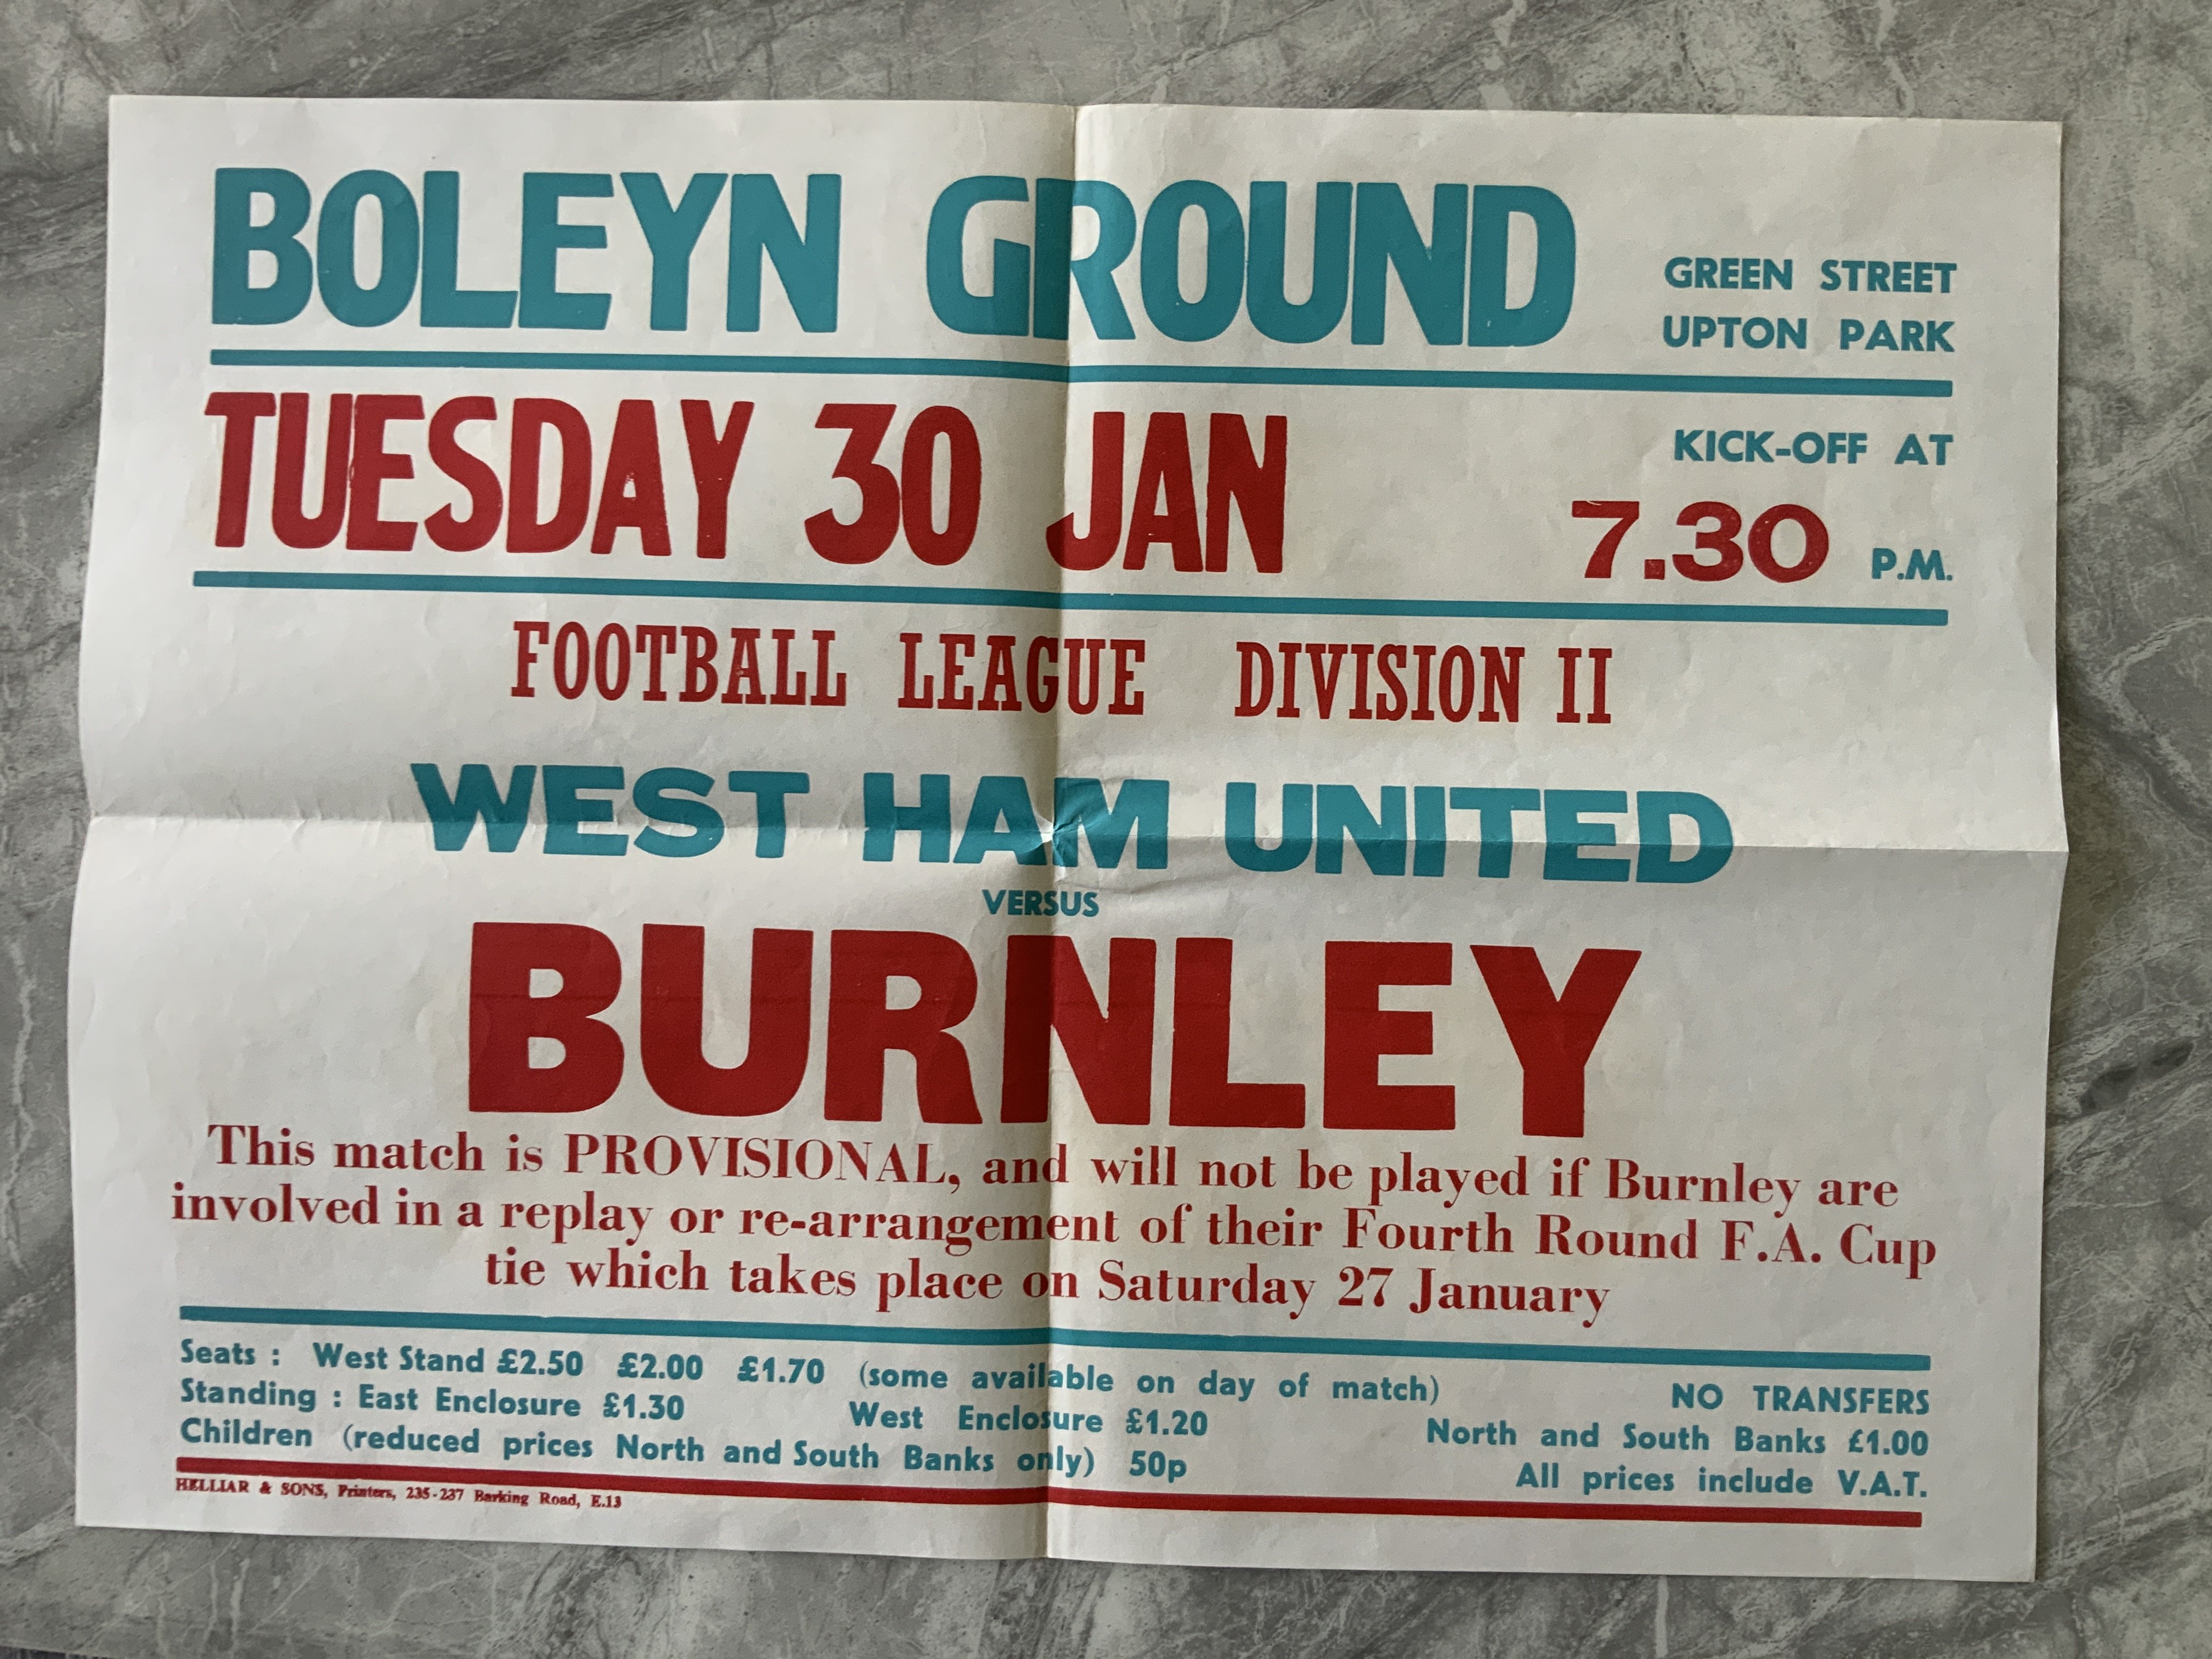 BOLEYN GROUND
GREEN STREET
UPTON PARK
TUESDAY 30 JAN
KICK-OFF AT
7.30 P.M.
FOOTBALL LEAGUE DIVISION II
WEST HAM UNITED
VERSUS
BURNLEY
This match is PROVISIONAL, and will not be played if Burnley are
involved in a replay or re-arrangement of their Fourth Round F.A. Cup
tie which takes place on Saturday 27 January
Seats : West Stand £2.50 £2.00 £1.70 (some available on day of match) NO TRANSFERS
Standing : East Enclosure £1.30 West Enclosure £1.20 North and South Banks £1.00
Children (reduced prices North and South Banks only) 50p All prices include V.A.T.
HELLIAR & SONS, Printers, 235-237 Barking Road, E.13